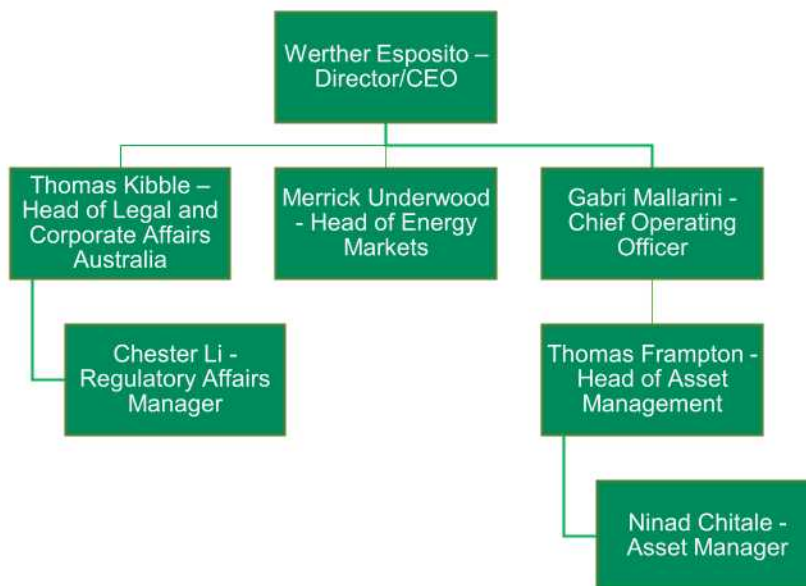 Werther Esposito –
Director/CEO
Thomas Kibble –
Head of Legal and
Corporate Affairs
Australia
Merrick Underwood
- Head of Energy
Markets
Gabri Mallarini -
Chief Operating
Officer
Chester Li -
Regulatory Affairs
Manager
Thomas Frampton -
Head of Asset
Management
Ninad Chitale -
Asset Manager